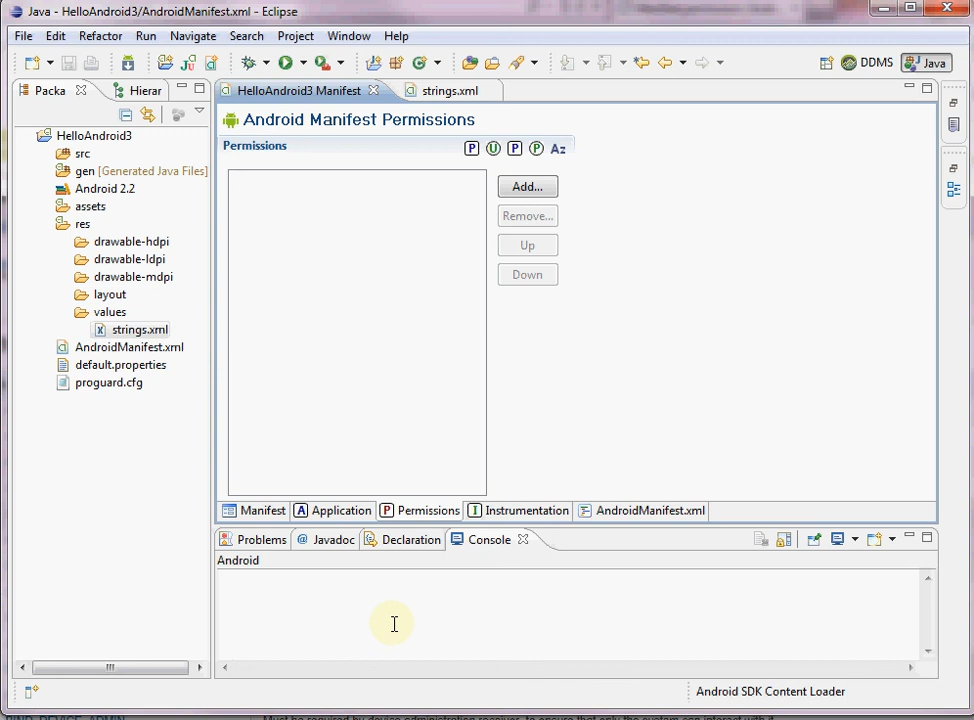 Java - HelloAndroid3/AndroidManifest.xml - Eclipse
File Edit Refactor Run Navigate Search Project Window Help
DDMS Java
Packa Hierar
HelloAndroid3 Manifest strings.xml
HelloAndroid3
src
gen [Generated Java Files]
Android 2.2
assets
res
drawable-hdpi
drawable-ldpi
drawable-mdpi
layout
values
strings.xml
AndroidManifest.xml
default.properties
proguard.cfg
Android Manifest Permissions
Permissions P U P P Az
Add...
Remove...
Up
Down
Manifest A Application P Permissions I Instrumentation AndroidManifest.xml
Problems @ Javadoc Declaration Console
Android
Android SDK Content Loader